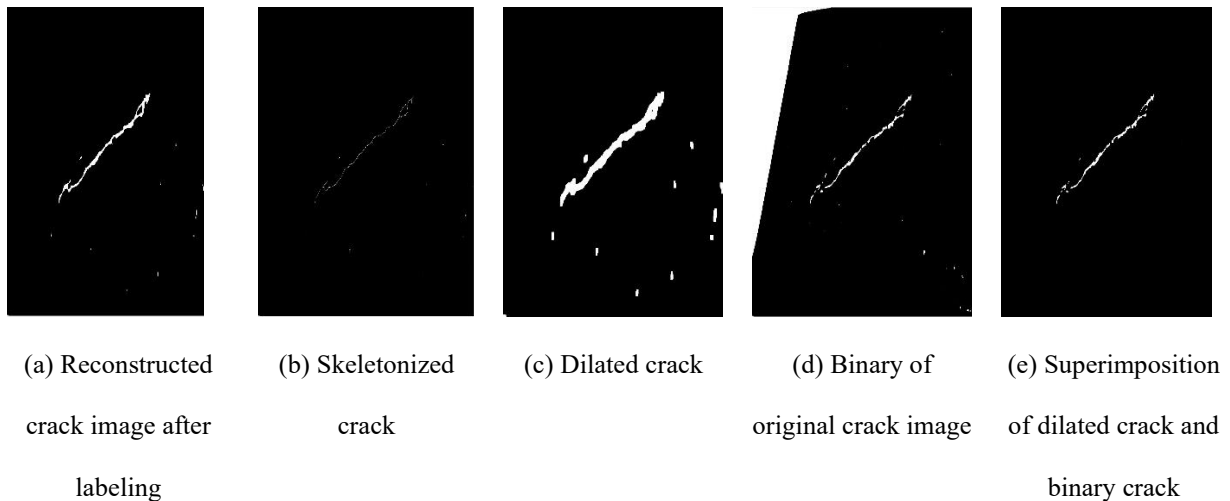 (a) Reconstructed
crack image after
labeling
(b) Skeletonized
crack
(c) Dilated crack
(d) Binary of
original crack image
(e) Superimposition
of dilated crack and
binary crack